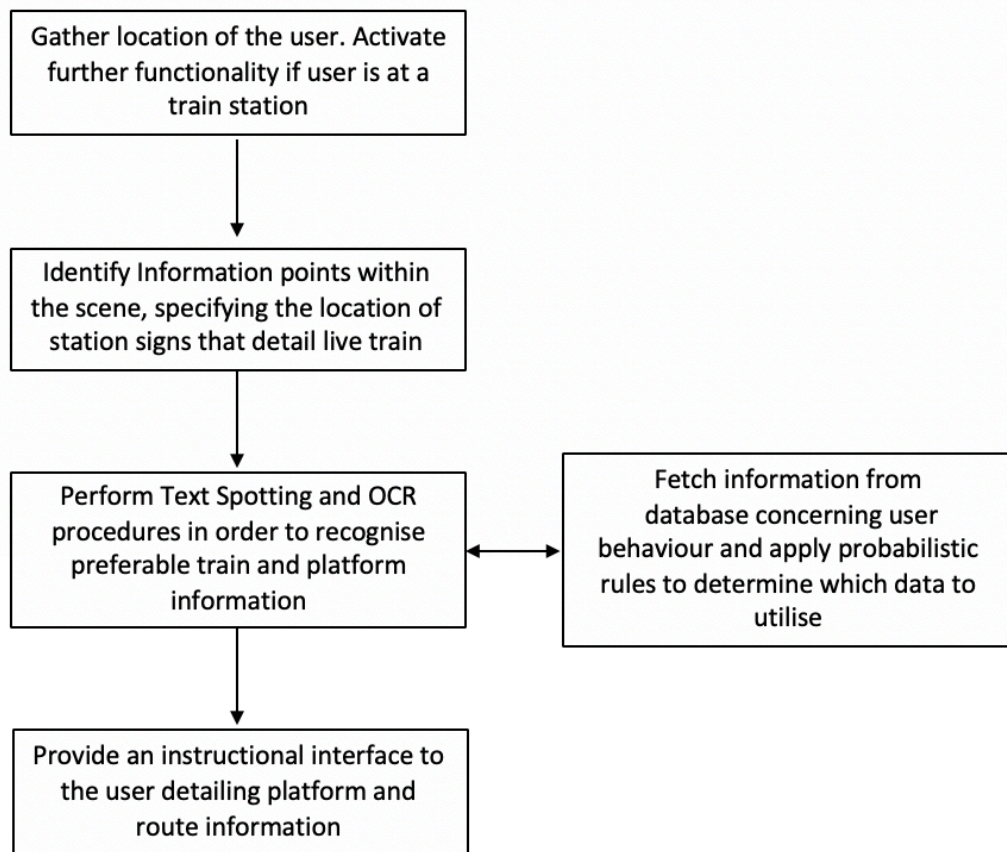 Gather location of the user. Activate
further functionality if user is at a
train station
Identify Information points within
the scene, specifying the location of
station signs that detail live train
Perform Text Spotting and OCR
procedures in order to recognise
preferable train and platform
information
Fetch information from
database concerning user
behaviour and apply probabilistic
rules to determine which data to
utilise
Provide an instructional interface to
the user detailing platform and
route information